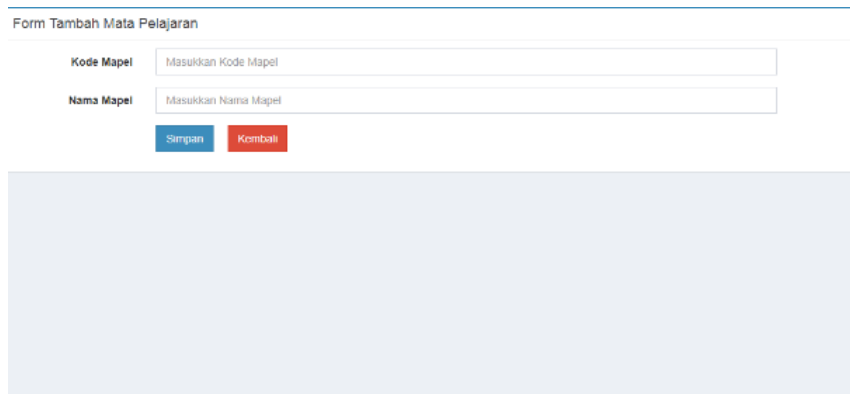 Form Tambah Mata Pelajaran
Kode Mapel Masukkan Kode Mapel
Nama Mapel Masukkan Nama Mapel
Simpan Kembali